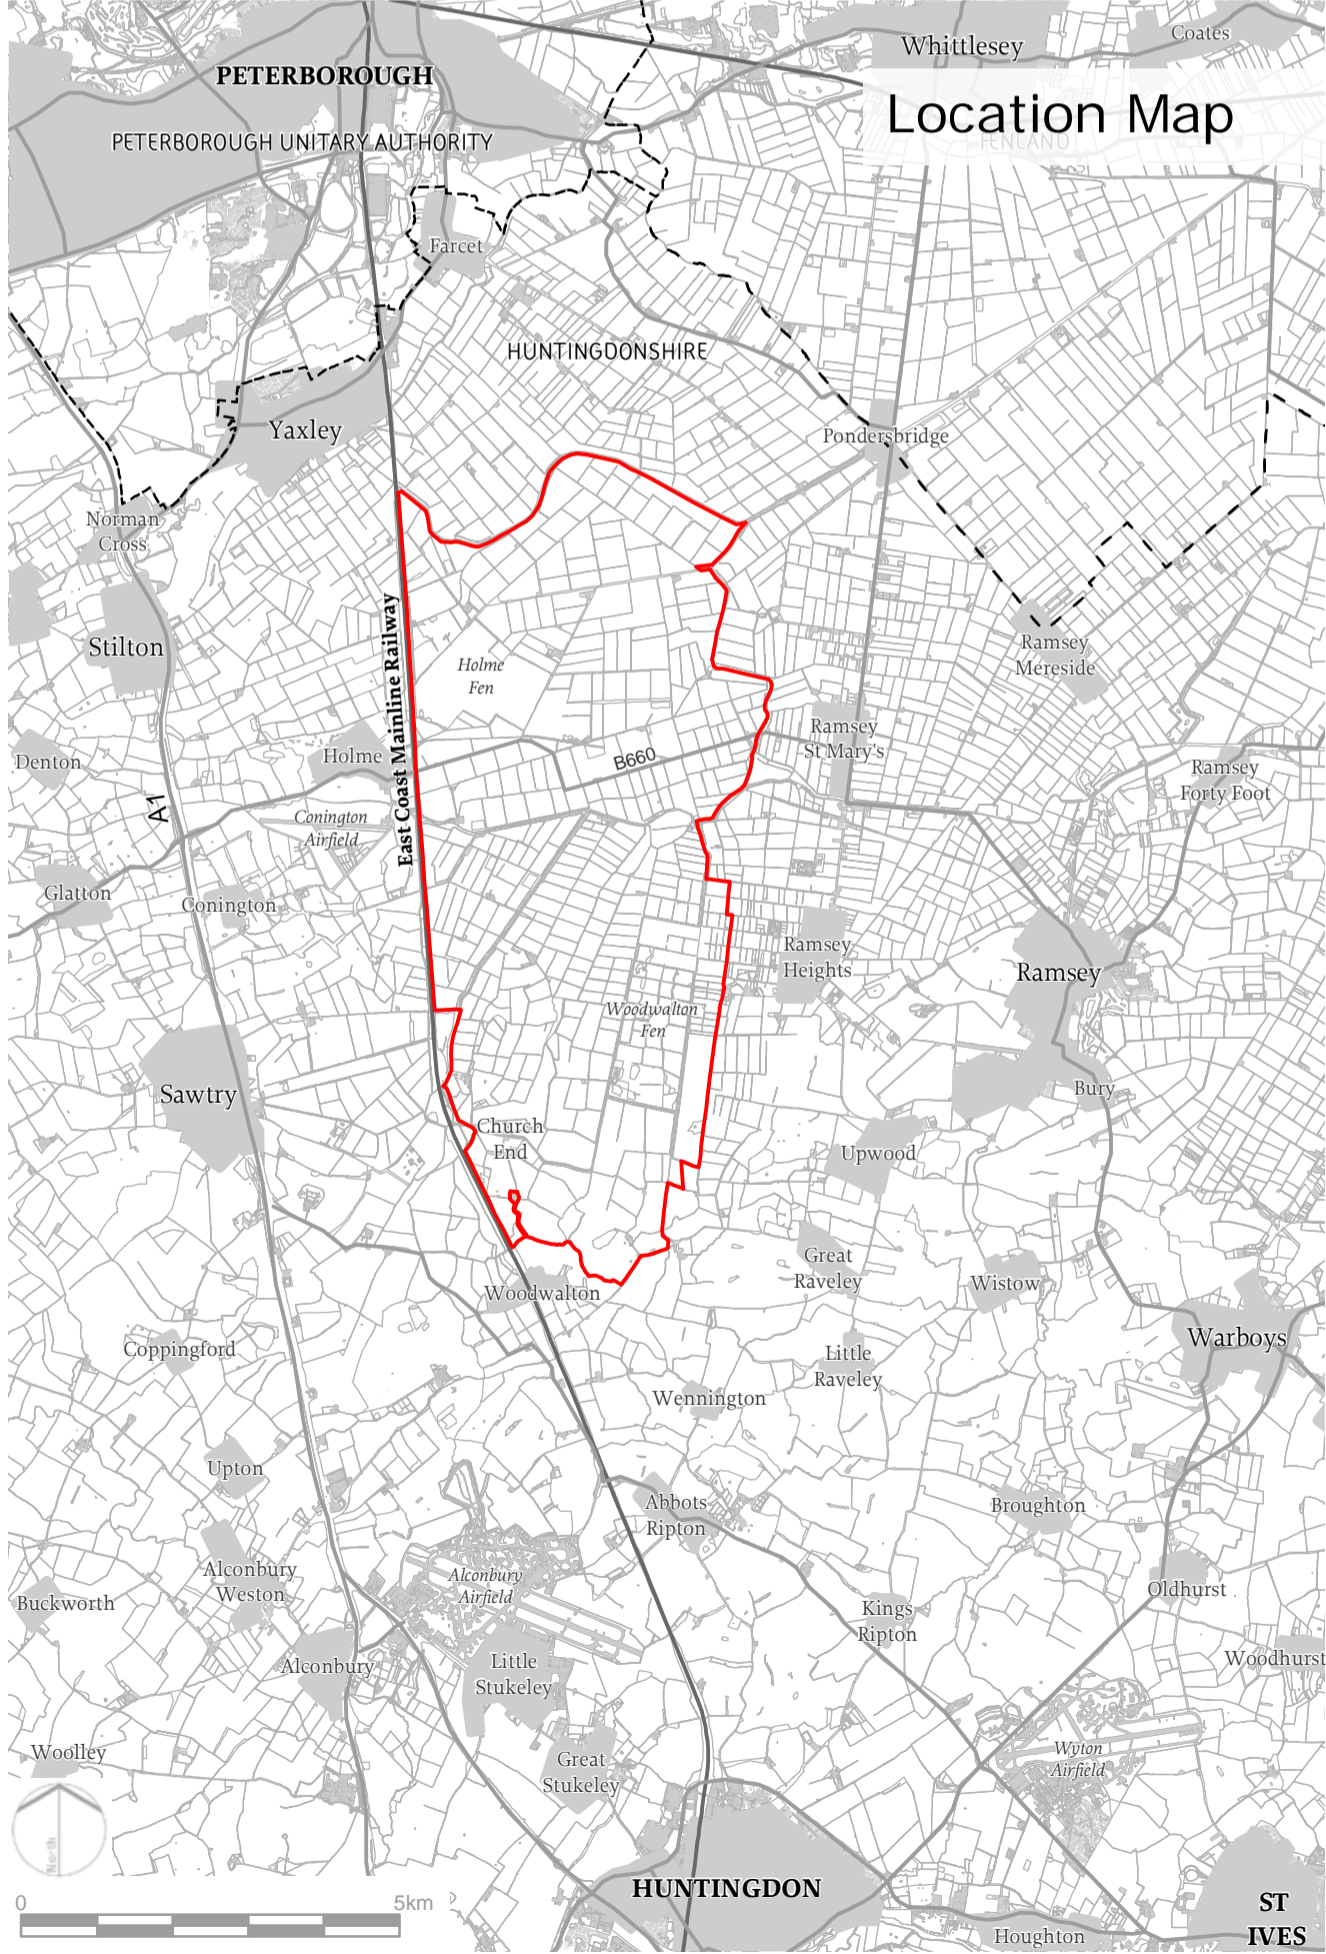 Whittlesey
Coates
PETERBOROUGH
Location Map
PETERBOROUGH UNITARY AUTHORITY
FENLAND
Farcet
HUNTINGDONSHIRE
Yaxley
Pondersbridge
Norman
Cross
Stilton
East Coast Mainline Railway
Holme
Fen
Ramsey
Mereside
Ramsey
St Mary's
Denton
Holme
B660
Ramsey
Forty Foot
A1
Conington
Airfield
Glatton
Conington
Ramsey
Heights
Ramsey
Woodwalton
Fen
Sawtry
Bury
Church
End
Upwood
Great
Raveley
Wistow
Woodwalton
Warboys
Coppingford
Little
Raveley
Wennington
Upton
Abbots
Ripton
Broughton
Alconbury
Weston
Alconbury
Airfield
Oldhurst
Buckworth
Kings
Ripton
Alconbury
Little
Stukeley
Woodhurst
Woolley
Great
Stukeley
Wyton
Airfield
North
HUNTINGDON
ST
IVES
0
5km
Houghton